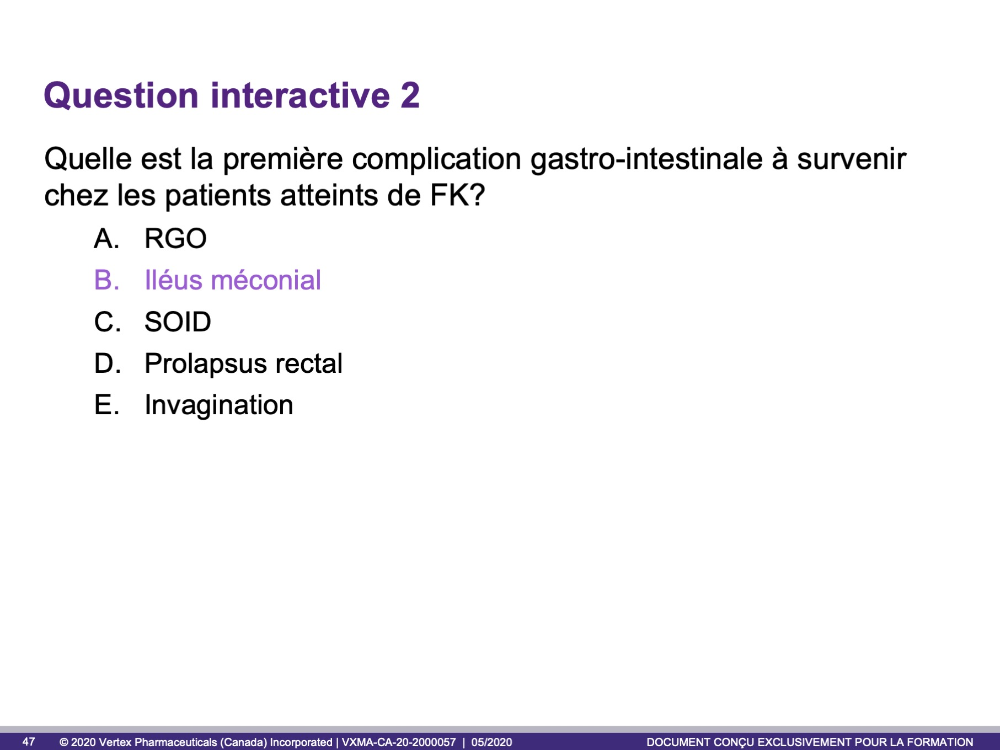 Question interactive 2
Quelle est la première complication gastro-intestinale à survenir
chez les patients atteints de FK?
A. RGO
B. Iléus méconial
C. SOID
D. Prolapsus rectal
E. Invagination
47 © 2020 Vertex Pharmaceuticals (Canada) Incorporated | VXMA-CA-20-2000057 | 05/2020 DOCUMENT CONÇU EXCLUSIVEMENT POUR LA FORMATION